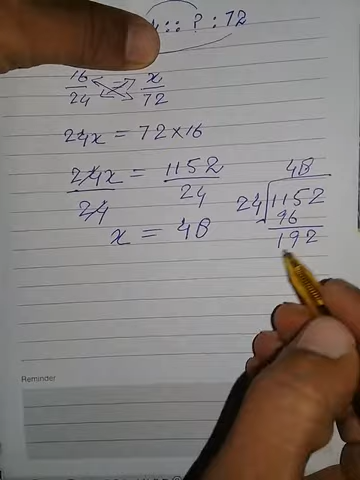 :: ? : 72
16/24 = x/72
24x = 72×16
24x/24 = 1152/24
x = 48
48
24 1152
96
192
Reminder